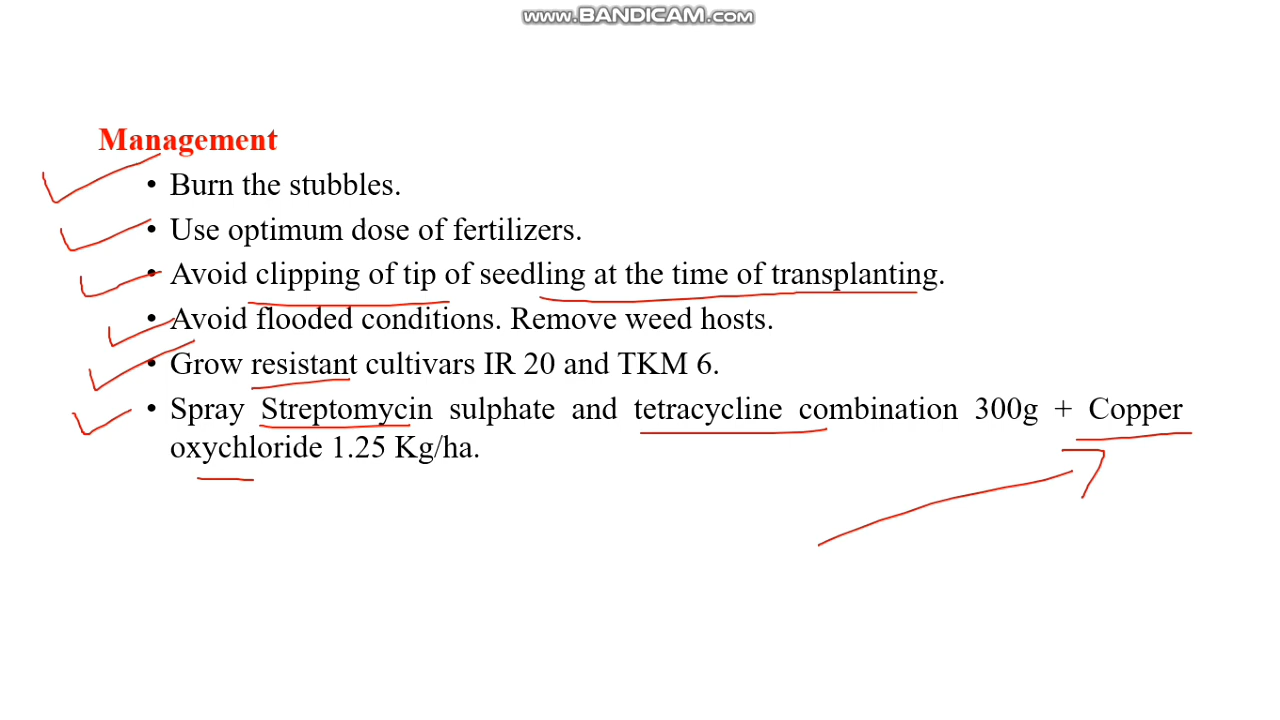 www.BANDICAM.com
Management
• Burn the stubbles.
• Use optimum dose of fertilizers.
• Avoid clipping of tip of seedling at the time of transplanting.
• Avoid flooded conditions. Remove weed hosts.
• Grow resistant cultivars IR 20 and TKM 6.
• Spray Streptomycin sulphate and tetracycline combination 300g + Copper
oxychloride 1.25 Kg/ha.